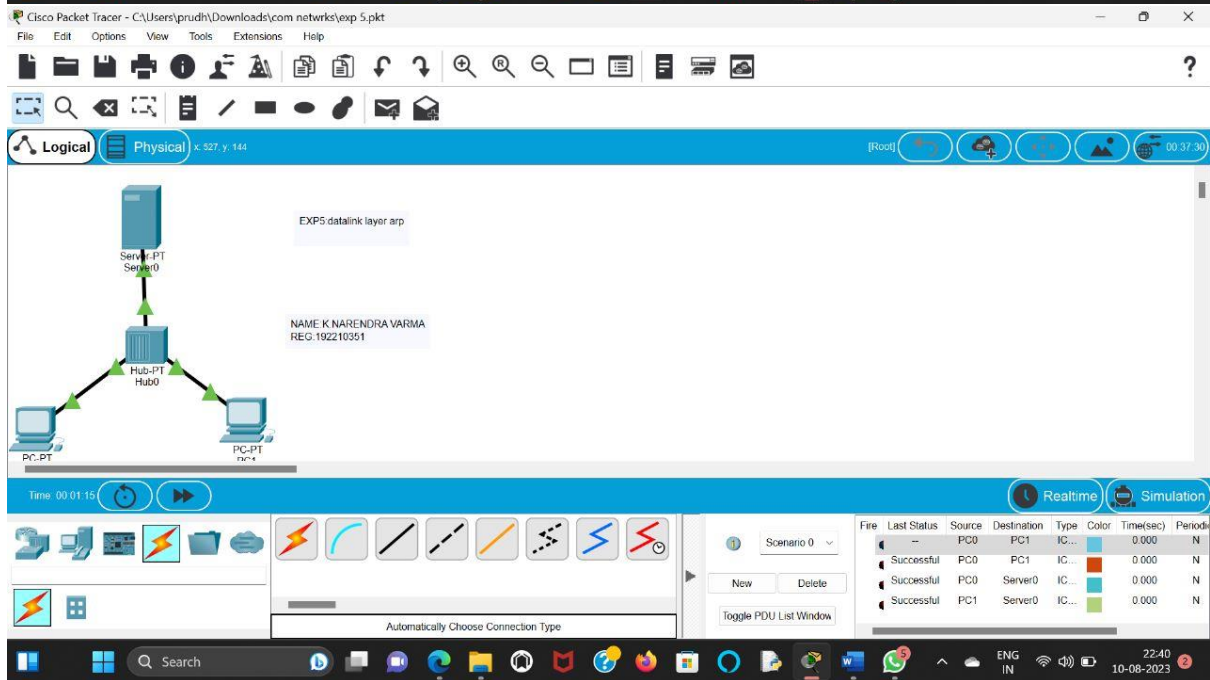 Cisco Packet Tracer - C:\Users\prudh\Downloads\com netwrks\exp 5.pkt
File Edit Options View Tools Extensions Help
Logical Physical x: 527, y: 144 [Root] 00:37:30
EXP5:datalink layer arp
Server-PT
Server0
NAME:K.NARENDRA VARMA
REG:192210351
Hub-PT
Hub0
PC-PT
PC-PT
PC1
Time: 00:01:15 Realtime Simulation
Scenario 0
New Delete
Toggle PDU List Window
Fire Last Status Source Destination Type Color Time(sec) Periodi
-- PC0 PC1 IC... 0.000 N
Successful PC0 PC1 IC... 0.000 N
Successful PC0 Server0 IC... 0.000 N
Successful PC1 Server0 IC... 0.000 N
Automatically Choose Connection Type
Search ENG 22:40
IN 10-08-2023 2